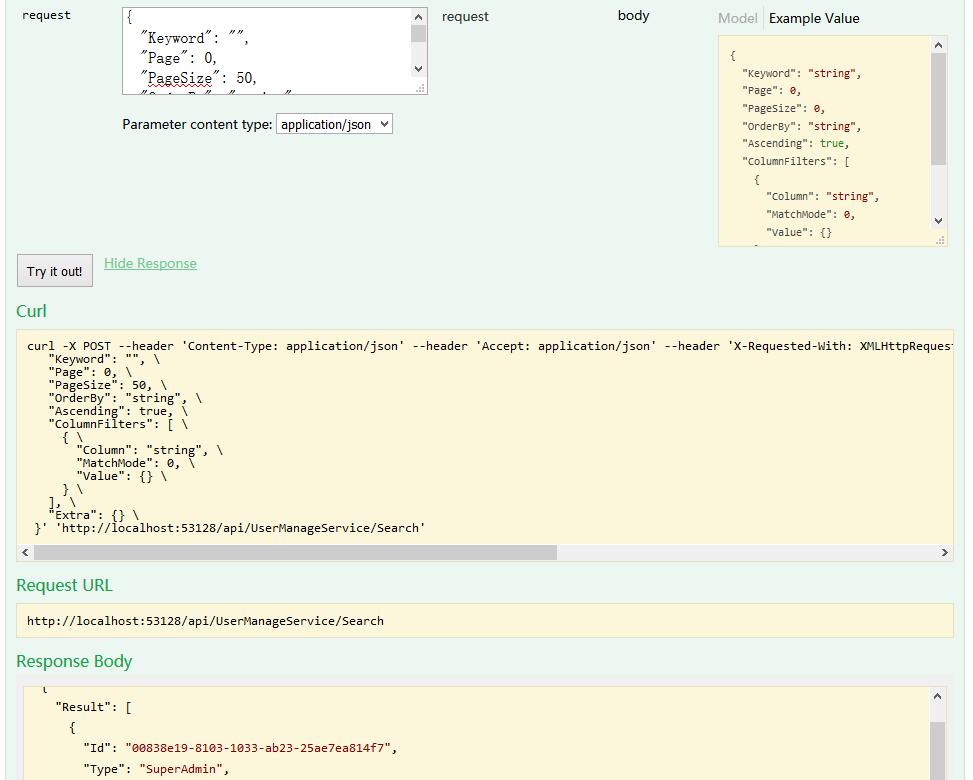 request
{
"Keyword": "",
"Page": 0,
"PageSize": 50,
request
body
Model
Example Value
{
"Keyword": "string",
"Page": 0,
"PageSize": 0,
"OrderBy": "string",
"Ascending": true,
"ColumnFilters": [
{
"Column": "string",
"MatchMode": 0,
"Value": {}
Parameter content type: application/json
Try it out!
Hide Response
Curl
curl -X POST --header 'Content-Type: application/json' --header 'Accept: application/json' --header 'X-Requested-With: XMLHttpRequest
"Keyword": "", \
"Page": 0, \
"PageSize": 50, \
"OrderBy": "string", \
"Ascending": true, \
"ColumnFilters": [ \
{ \
"Column": "string", \
"MatchMode": 0, \
"Value": {} \
} \
], \
"Extra": {} \
}' 'http://localhost:53128/api/UserManageService/Search'
Request URL
http://localhost:53128/api/UserManageService/Search
Response Body
{
"Result": [
{
"Id": "00838e19-8103-1033-ab23-25ae7ea814f7",
"Type": "SuperAdmin",